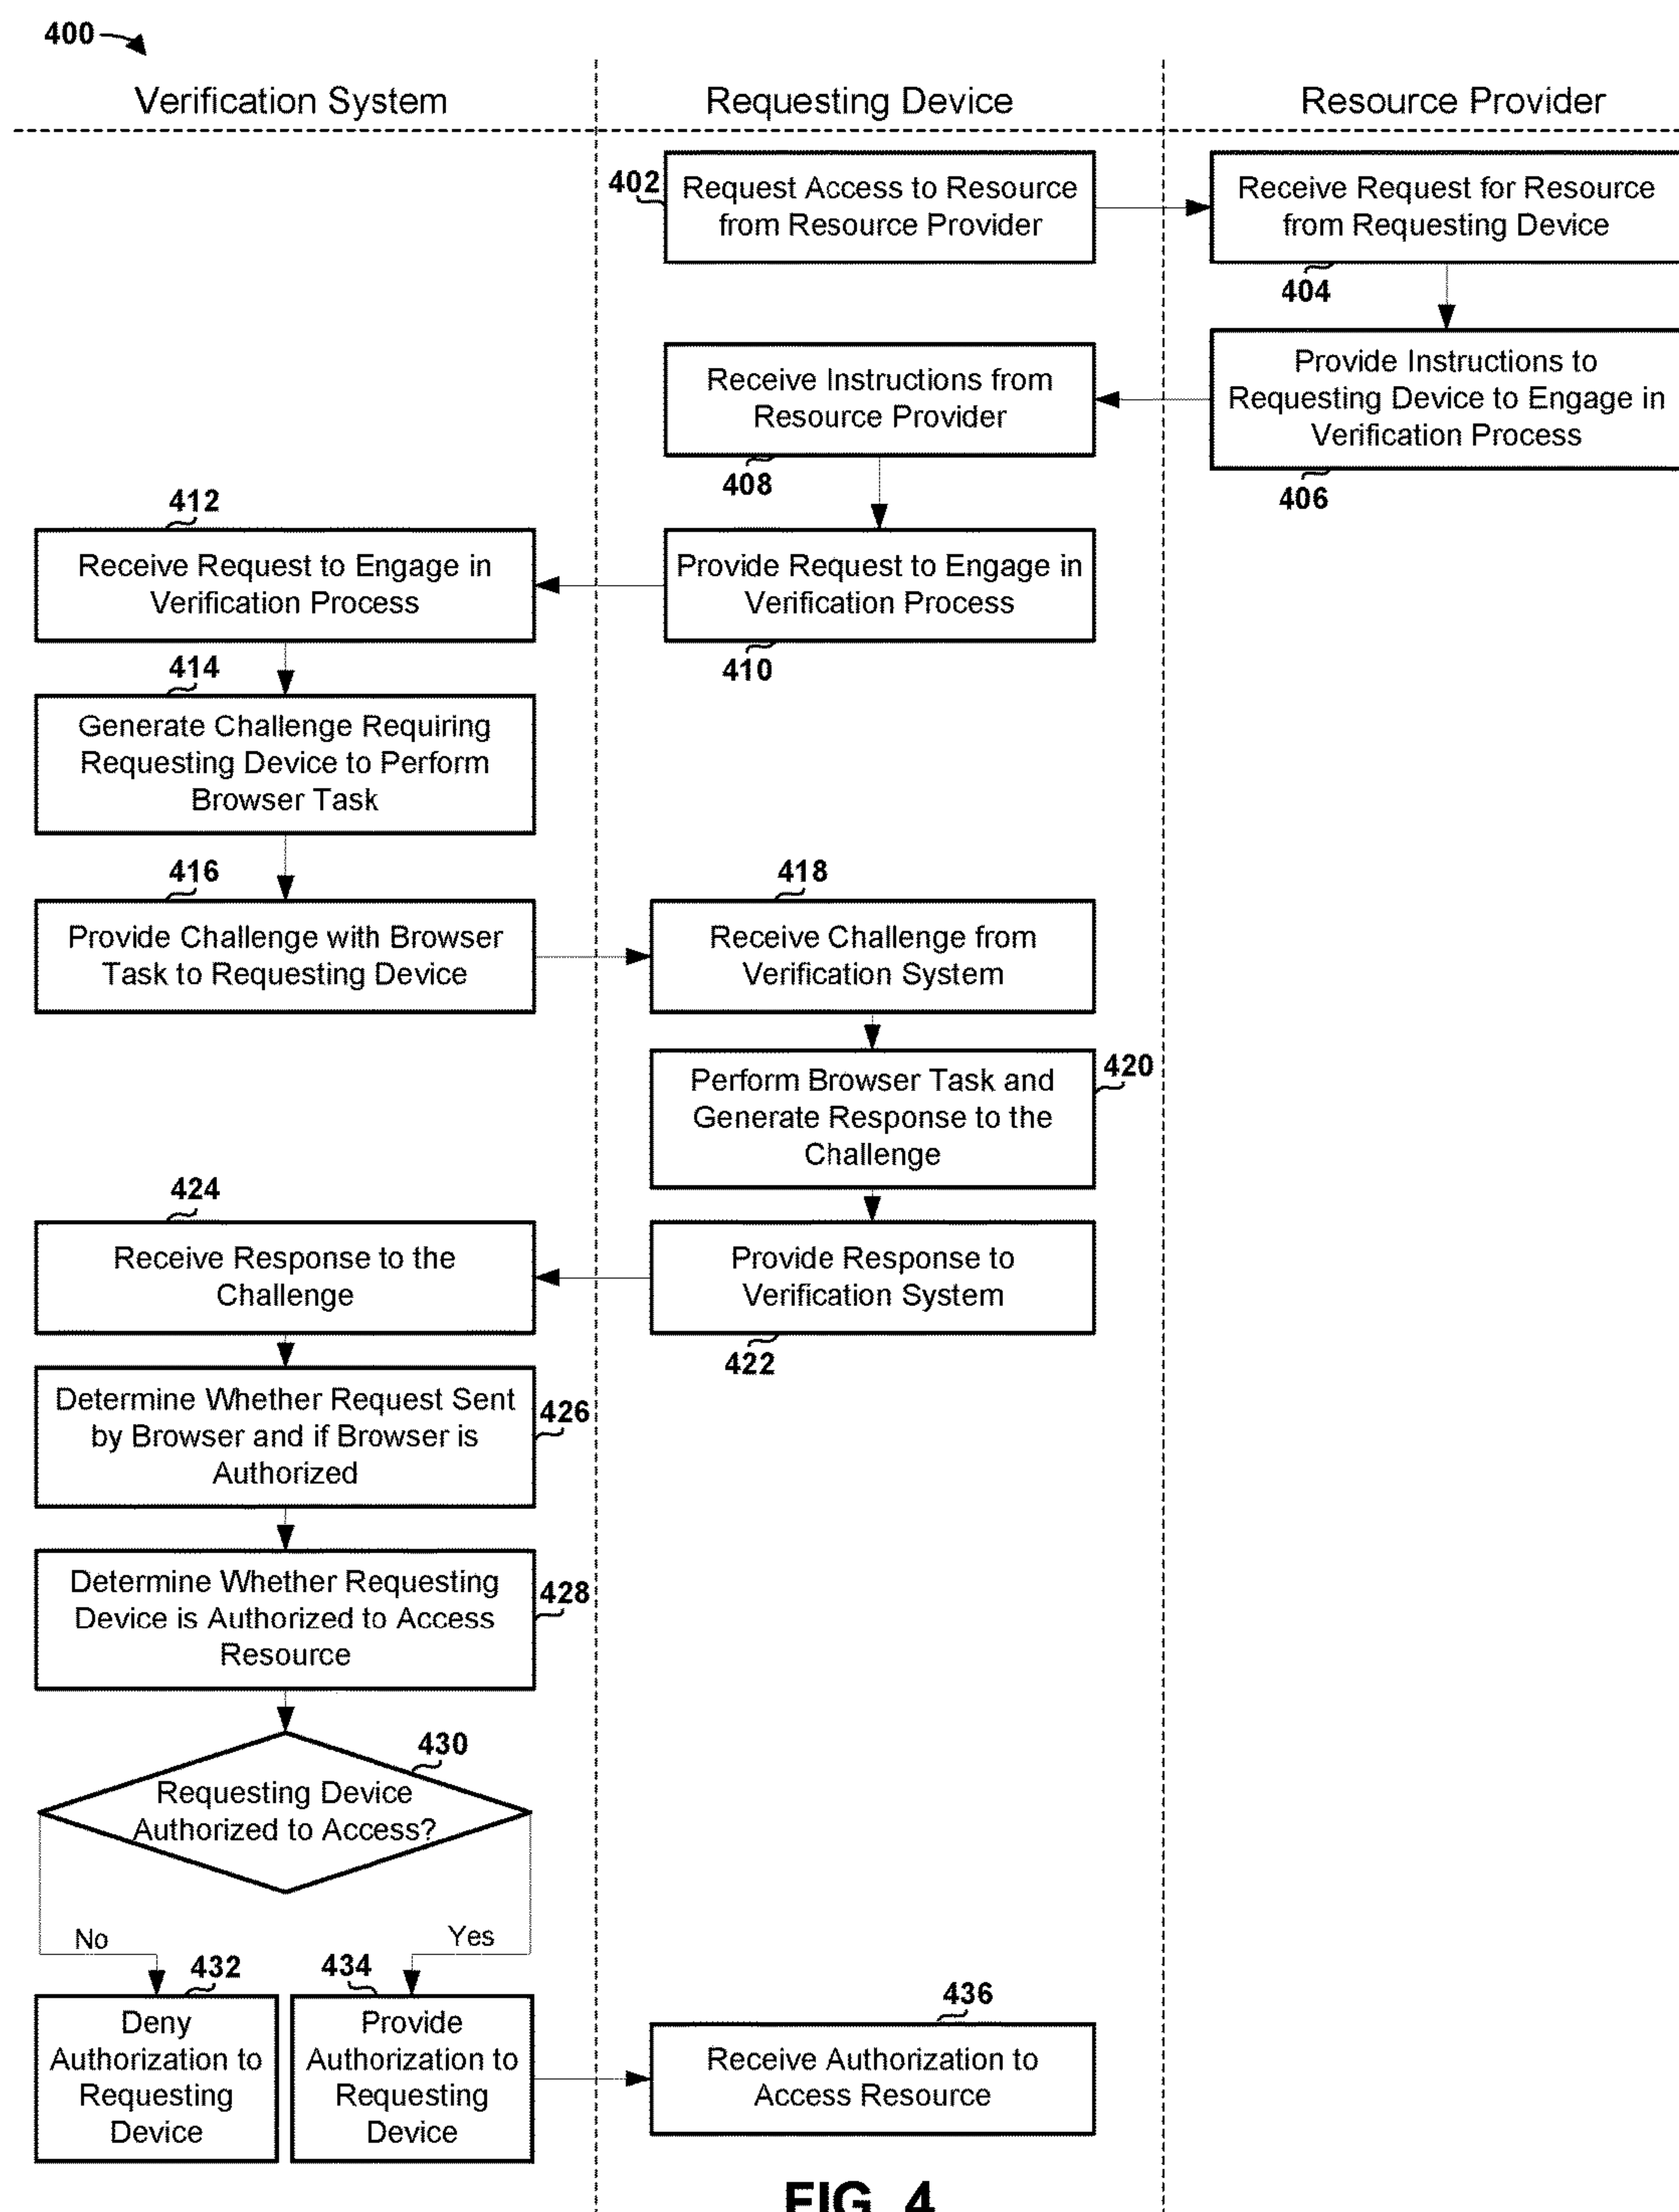 400
Verification System
Requesting Device
Resource Provider
402
Request Access to Resource
from Resource Provider
Receive Request for Resource
from Requesting Device
404
Provide Instructions to
Requesting Device to Engage in
Verification Process
406
Receive Instructions from
Resource Provider
408
Provide Request to Engage in
Verification Process
410
412
Receive Request to Engage in
Verification Process
414
Generate Challenge Requiring
Requesting Device to Perform
Browser Task
416
Provide Challenge with Browser
Task to Requesting Device
418
Receive Challenge from
Verification System
420
Perform Browser Task and
Generate Response to the
Challenge
Provide Response to
Verification System
422
424
Receive Response to the
Challenge
Determine Whether Request Sent
by Browser and if Browser is
Authorized
426
Determine Whether Requesting
Device is Authorized to Access
Resource
428
430
Requesting Device
Authorized to Access?
No
Yes
432
Deny
Authorization to
Requesting
Device
434
Provide
Authorization to
Requesting
Device
436
Receive Authorization to
Access Resource
FIG. 4